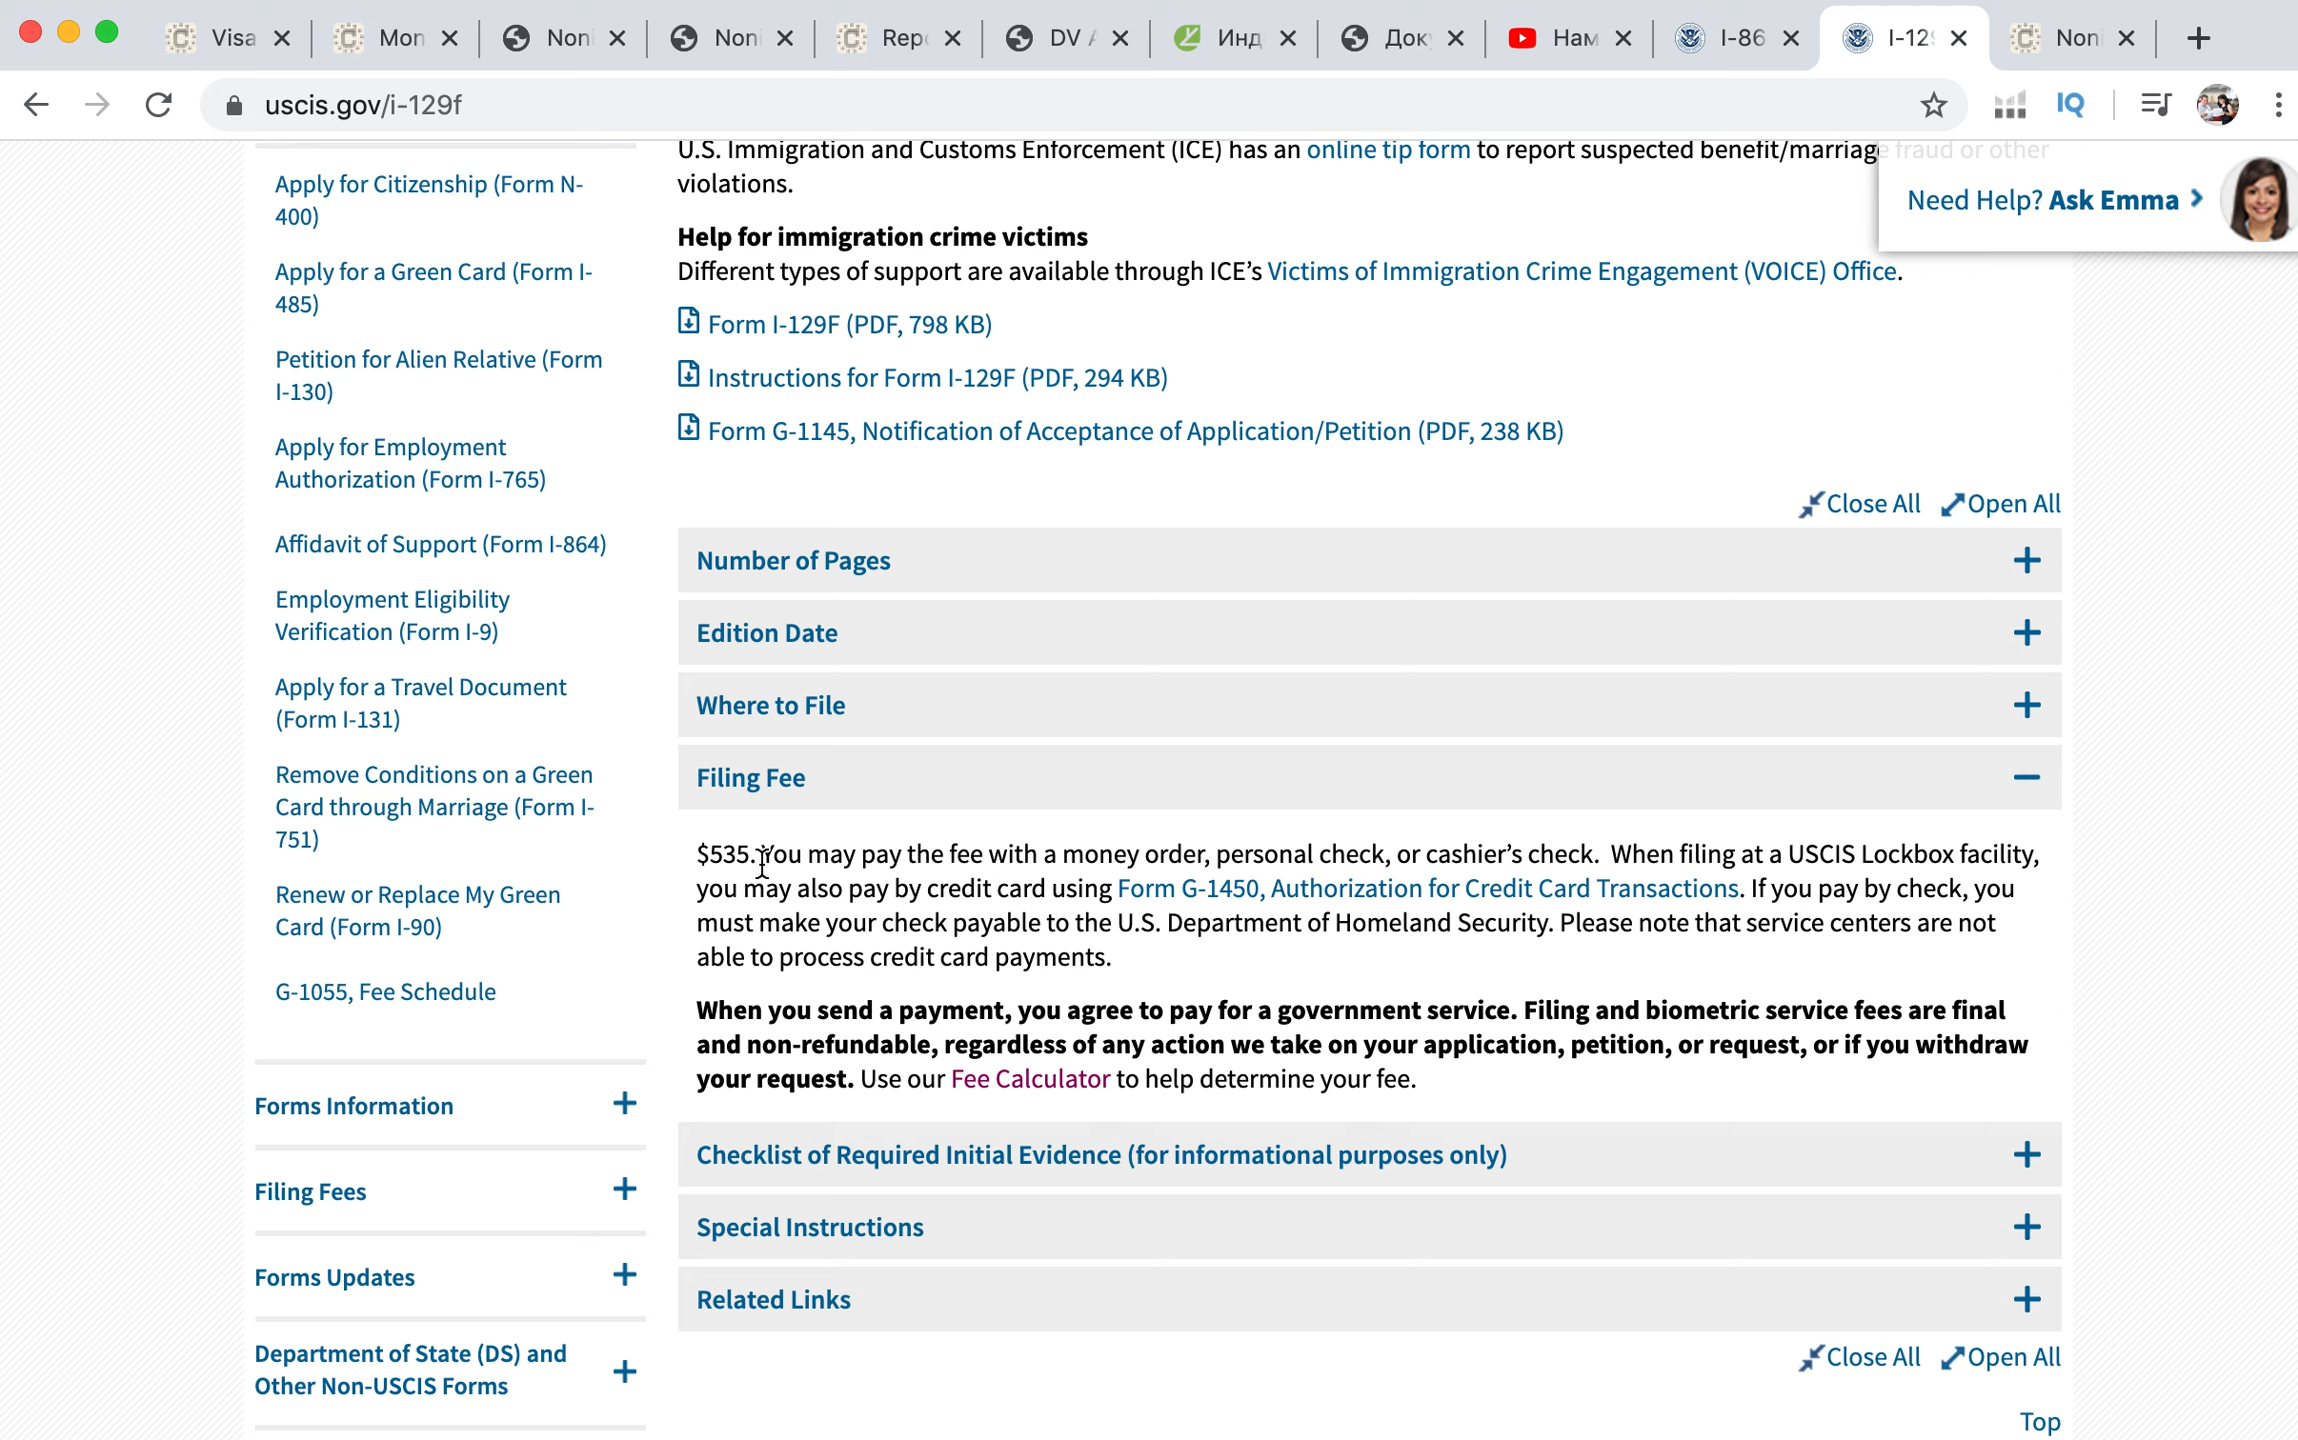 Visa
Mon
Noni
Noni
Repo
DV A
Инд
Док
Нам
I-86
I-129
Noni
uscis.gov/i-129f
IQ
Apply for Citizenship (Form N-
400)
Apply for a Green Card (Form I-
485)
Petition for Alien Relative (Form
I-130)
Apply for Employment
Authorization (Form I-765)
Affidavit of Support (Form I-864)
Employment Eligibility
Verification (Form I-9)
Apply for a Travel Document
(Form I-131)
Remove Conditions on a Green
Card through Marriage (Form I-
751)
Renew or Replace My Green
Card (Form I-90)
G-1055, Fee Schedule
Forms Information
Filing Fees
Forms Updates
Department of State (DS) and
Other Non-USCIS Forms
U.S. Immigration and Customs Enforcement (ICE) has an online tip form to report suspected benefit/marriage fraud or other
violations.
Need Help? Ask Emma
Help for immigration crime victims
Different types of support are available through ICE’s Victims of Immigration Crime Engagement (VOICE) Office.
Form I-129F (PDF, 798 KB)
Instructions for Form I-129F (PDF, 294 KB)
Form G-1145, Notification of Acceptance of Application/Petition (PDF, 238 KB)
Close All Open All
Number of Pages
Edition Date
Where to File
Filing Fee
$535. You may pay the fee with a money order, personal check, or cashier’s check. When filing at a USCIS Lockbox facility,
you may also pay by credit card using Form G-1450, Authorization for Credit Card Transactions. If you pay by check, you
must make your check payable to the U.S. Department of Homeland Security. Please note that service centers are not
able to process credit card payments.
When you send a payment, you agree to pay for a government service. Filing and biometric service fees are final
and non-refundable, regardless of any action we take on your application, petition, or request, or if you withdraw
your request. Use our Fee Calculator to help determine your fee.
Checklist of Required Initial Evidence (for informational purposes only)
Special Instructions
Related Links
Close All Open All
Top